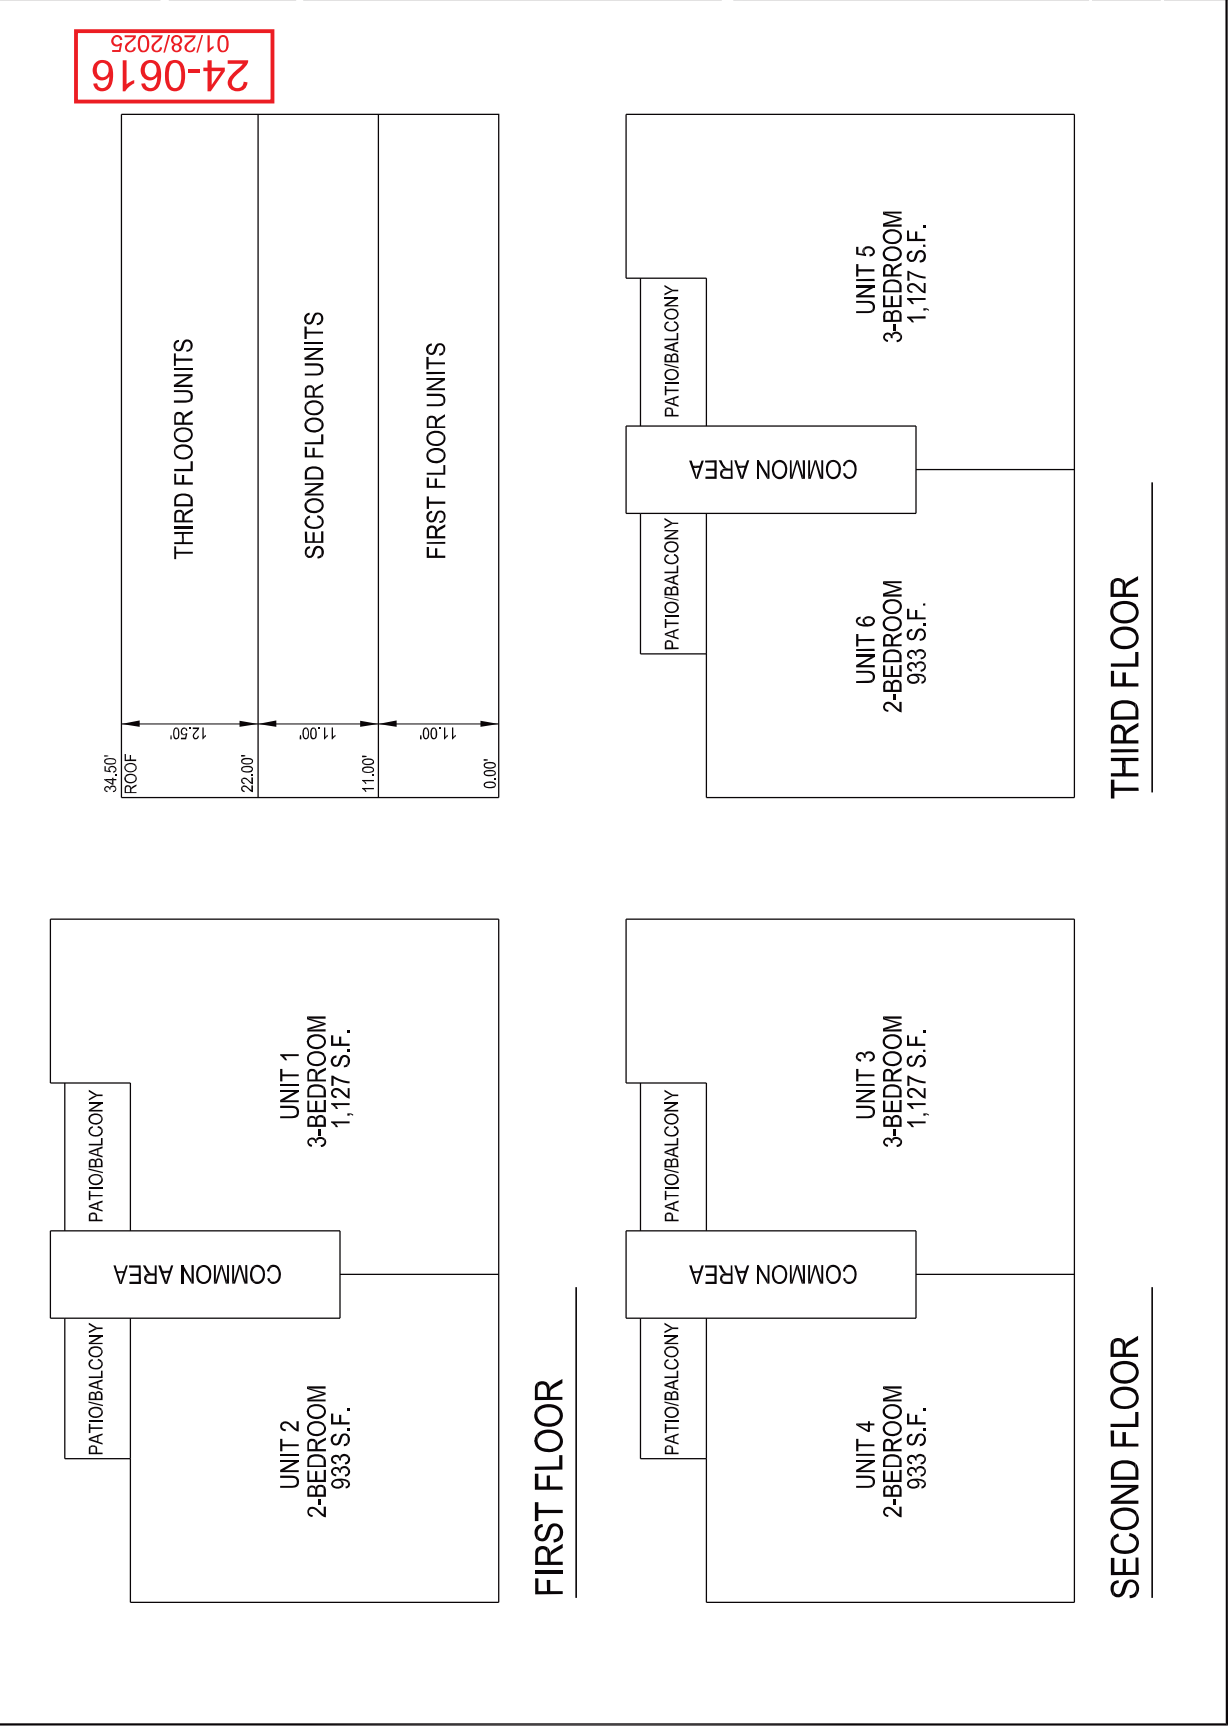 24-0616
01/28/2025
UNIT 2
2-BEDROOM
933 S.F.
PATIO/BALCONY
COMMON AREA
PATIO/BALCONY
UNIT 1
3-BEDROOM
1,127 S.F.
FIRST FLOOR
34.50'
ROOF
22.00'
11.00'
0.00'
12.50'
11.00'
11.00'
THIRD FLOOR UNITS
SECOND FLOOR UNITS
FIRST FLOOR UNITS
PATIO/BALCONY
COMMON AREA
PATIO/BALCONY
UNIT 4
2-BEDROOM
933 S.F.
UNIT 3
3-BEDROOM
1,127 S.F.
SECOND FLOOR
PATIO/BALCONY
COMMON AREA
PATIO/BALCONY
UNIT 6
2-BEDROOM
933 S.F.
UNIT 5
3-BEDROOM
1,127 S.F.
THIRD FLOOR